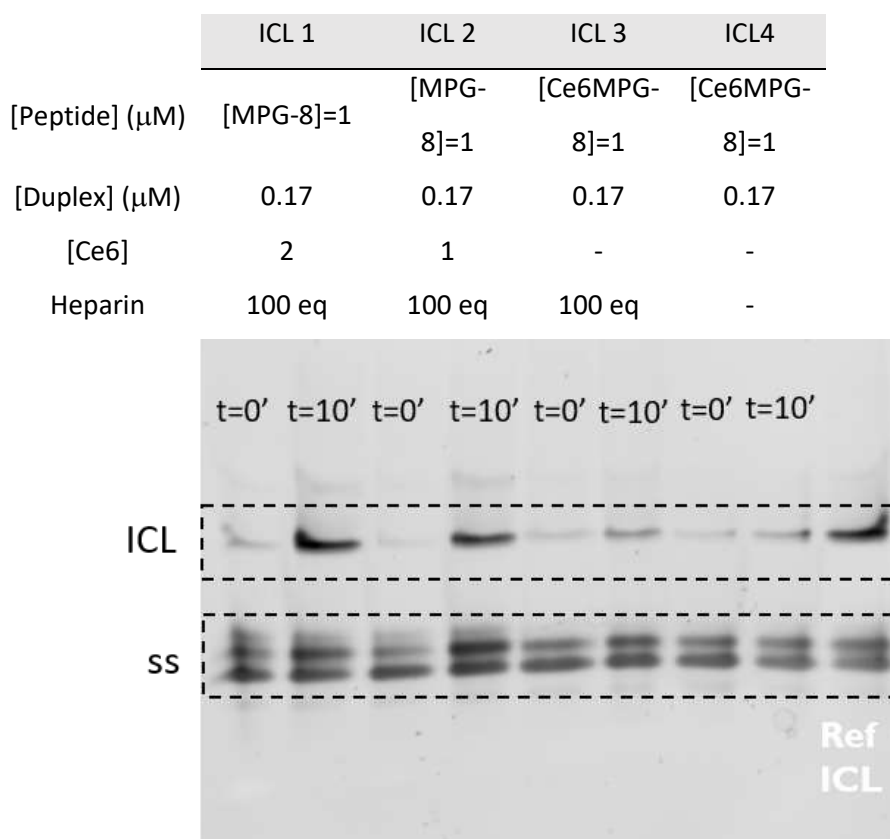 ICL 1 ICL 2 ICL 3 ICL4
[Peptide] (μM) [MPG-8]=1 [MPG-8]=1 [Ce6MPG-8]=1 [Ce6MPG-8]=1
[Duplex] (μM) 0.17 0.17 0.17 0.17
[Ce6] 2 1 - -
Heparin 100 eq 100 eq 100 eq -
t=0’ t=10’ t=0’ t=10’ t=0’ t=10’ t=0’ t=10’
ICL
ss
Ref
ICL